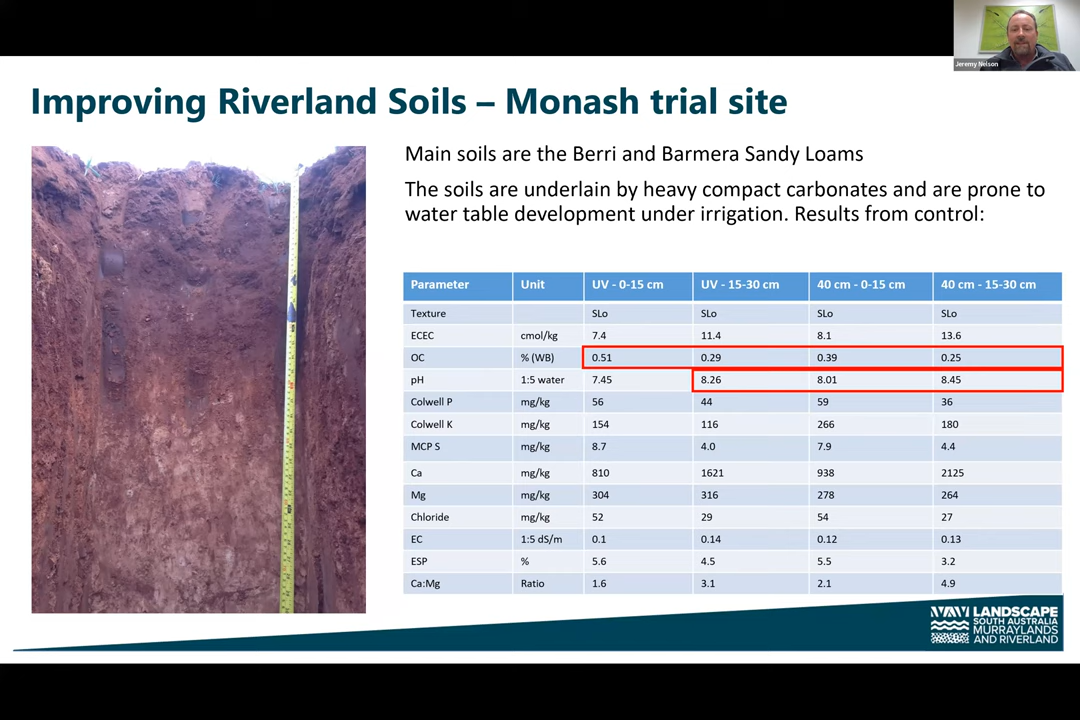 Jeremy Nelson
Improving Riverland Soils – Monash trial site
Main soils are the Berri and Barmera Sandy Loams
The soils are underlain by heavy compact carbonates and are prone to
water table development under irrigation. Results from control:
Parameter Unit UV - 0-15 cm UV - 15-30 cm 40 cm - 0-15 cm 40 cm - 15-30 cm
Texture SLo SLo SLo SLo
ECEC cmol/kg 7.4 11.4 8.1 13.6
OC % (WB) 0.51 0.29 0.39 0.25
pH 1:5 water 7.45 8.26 8.01 8.45
Colwell P mg/kg 56 44 59 36
Colwell K mg/kg 154 116 266 180
MCP S mg/kg 8.7 4.0 7.9 4.4
Ca mg/kg 810 1621 938 2125
Mg mg/kg 304 316 278 264
Chloride mg/kg 52 29 54 27
EC 1:5 dS/m 0.1 0.14 0.12 0.13
ESP % 5.6 4.5 5.5 3.2
Ca:Mg Ratio 1.6 3.1 2.1 4.9
LANDSCAPE
SOUTH AUSTRALIA
MURRAYLANDS
AND RIVERLAND